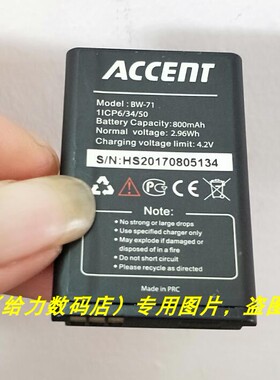 ACCENT
Model: BW-71
1ICP6/34/50
Battery Capacity:800mAh
Normal voltage:2.96Wh
Charging voltage limit:4.2V
S/N:HS20170805134
Note:
No strong or large drops
Use specified charger only
May explode if damaged or
disposed of in a fire
Do not short circuit
Please recycle as appropriate
Made in PRC
（给力数码店）专用图片，盗图